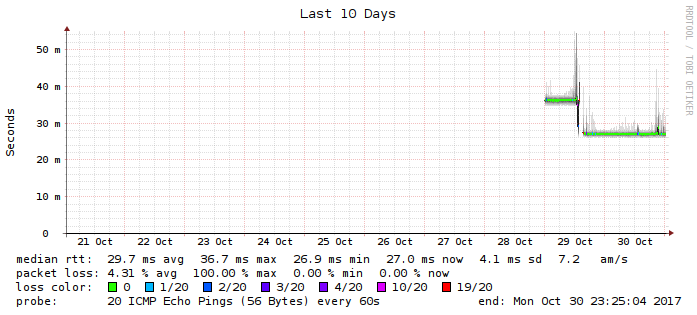 Last 10 Days
RRDTOOL / TOBI OETIKER
Seconds
50 m
40 m
30 m
20 m
10 m
0
21 Oct 22 Oct 23 Oct 24 Oct 25 Oct 26 Oct 27 Oct 28 Oct 29 Oct 30 Oct
median rtt: 29.7 ms avg 36.7 ms max 26.9 ms min 27.0 ms now 4.1 ms sd 7.2 am/s
packet loss: 4.31 % avg 100.00 % max 0.00 % min 0.00 % now
loss color: 0 1/20 2/20 3/20 4/20 10/20 19/20
probe: 20 ICMP Echo Pings (56 Bytes) every 60s end: Mon Oct 30 23:25:04 2017